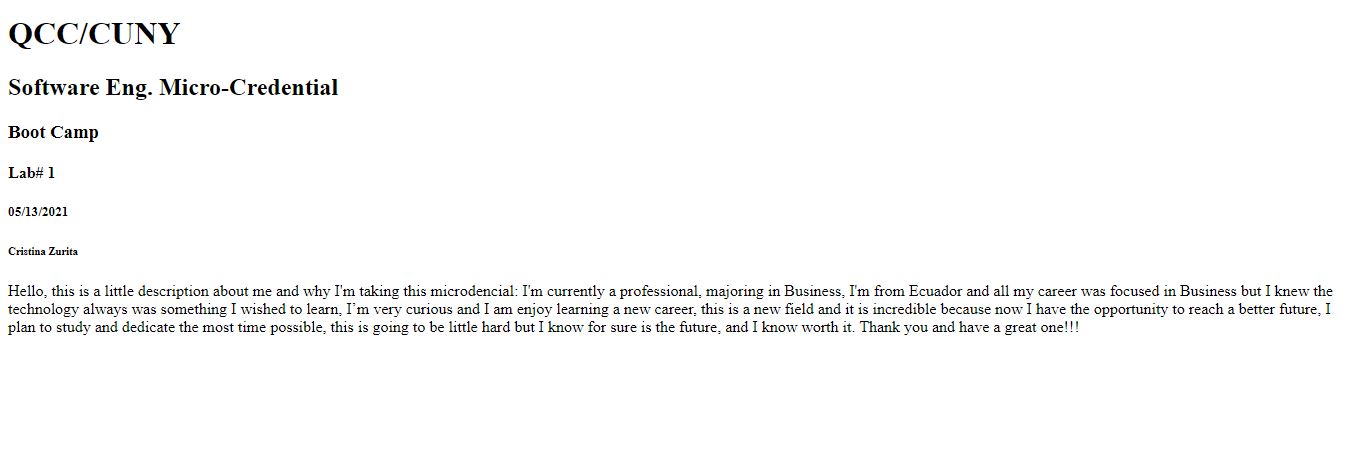 QCC/CUNY
Software Eng. Micro-Credential
Boot Camp
Lab# 1
05/13/2021
Cristina Zurita
Hello, this is a little description about me and why I'm taking this microdencial: I'm currently a professional, majoring in Business, I'm from Ecuador and all my career was focused in Business but I knew the
technology always was something I wished to learn, I’m very curious and I am enjoy learning a new career, this is a new field and it is incredible because now I have the opportunity to reach a better future, I
plan to study and dedicate the most time possible, this is going to be little hard but I know for sure is the future, and I know worth it. Thank you and have a great one!!!